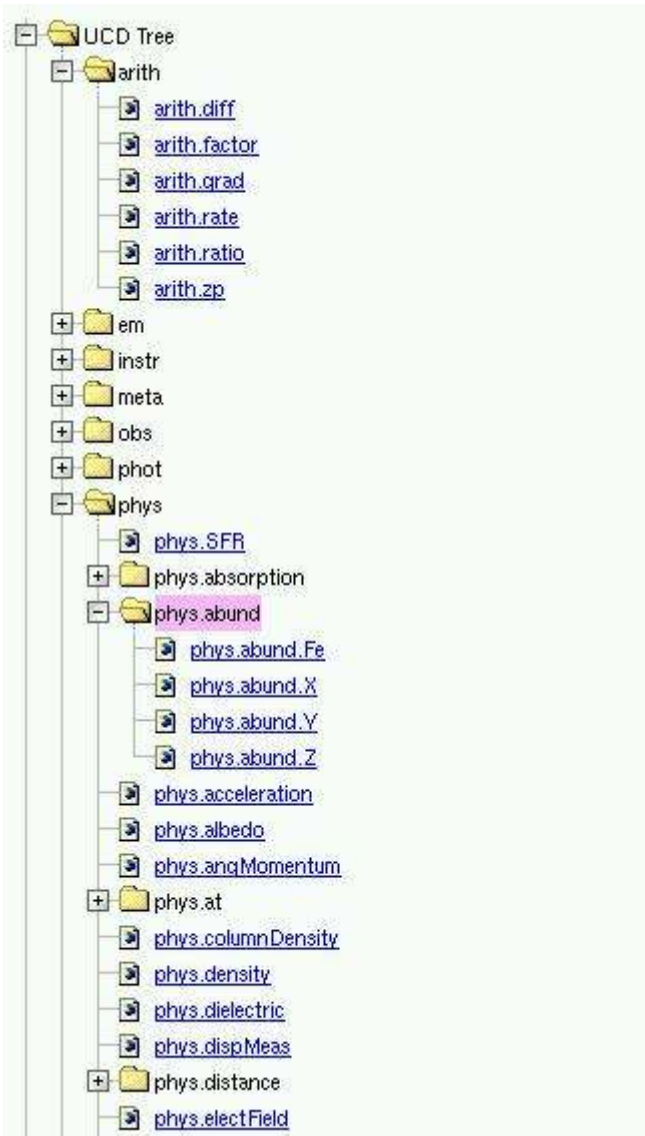 UCD Tree
arith
arith.diff
arith.factor
arith.grad
arith.rate
arith.ratio
arith.zp
em
instr
meta
obs
phot
phys
phys.SFR
phys.absorption
phys.abund
phys.abund.Fe
phys.abund.X
phys.abund.Y
phys.abund.Z
phys.acceleration
phys.albedo
phys.angMomentum
phys.at
phys.columnDensity
phys.density
phys.dielectric
phys.dispMeas
phys.distance
phys.electField